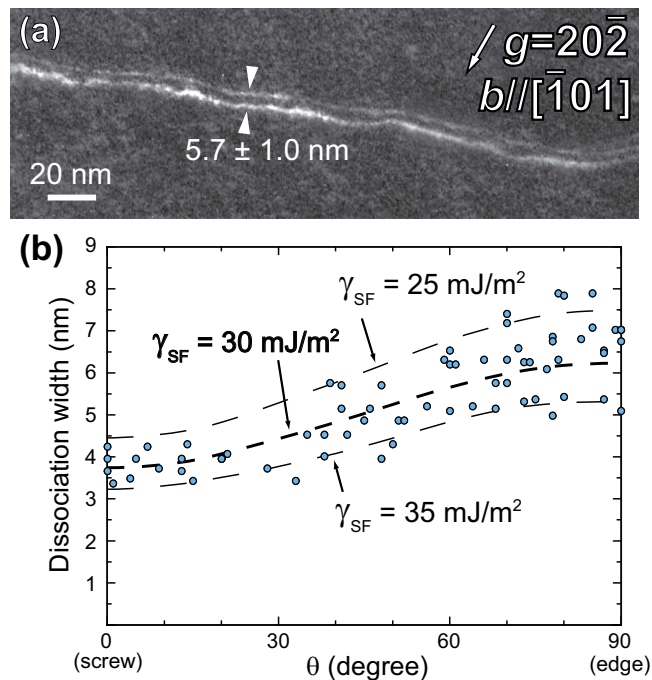 (a)
g=202̅
b//[1̅01]
5.7 ± 1.0 nm
20 nm
(b)
9
8
7
6
5
4
3
2
1
Dissociation width (nm)
γSF = 25 mJ/m²
γSF = 30 mJ/m²
γSF = 35 mJ/m²
0 30 60 90
(screw) θ (degree) (edge)